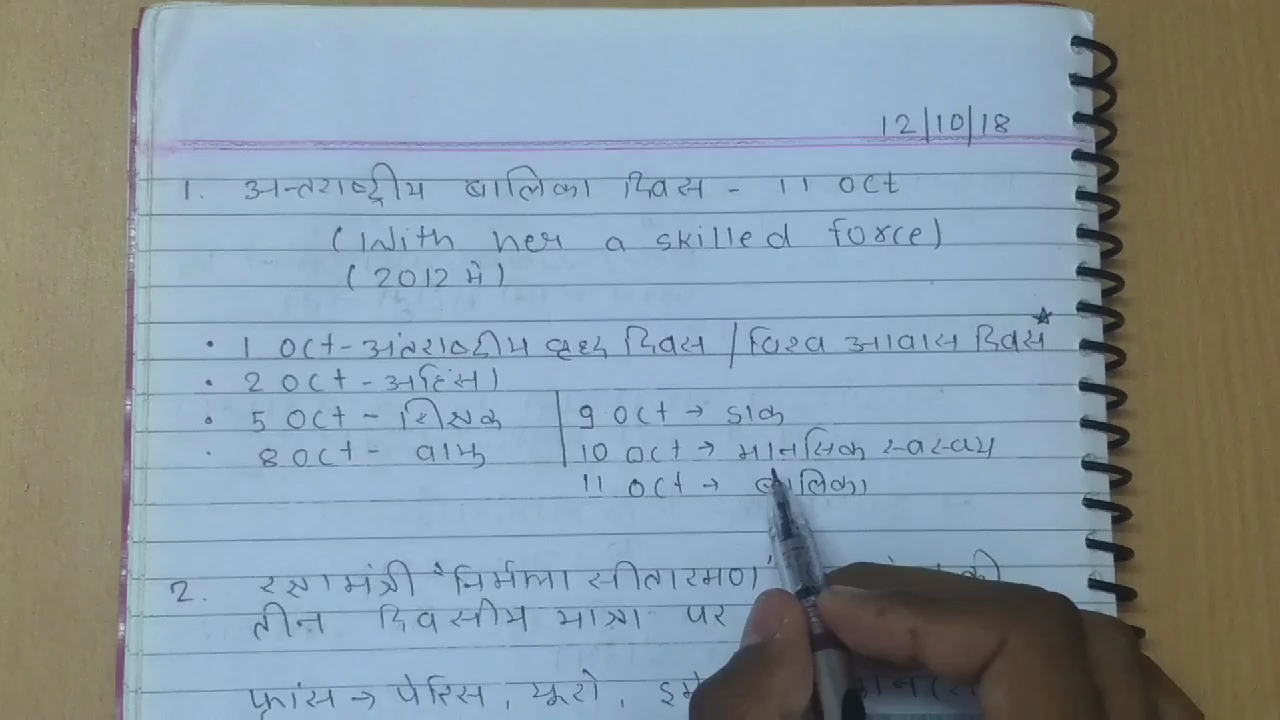 12/10/18
1. अन्तराष्ट्रीय बालिका दिवस - 11 Oct
(With her a skilled force)
(2012 मे)
• 1 Oct - अंतराष्ट्रीय वृध्द दिवस / विश्व आवास दिवस ☆
• 2 Oct - अहिंसा
• 5 Oct - शिक्षक
• 8 Oct - वायु
9 Oct → डाक
10 Oct → मानसिक स्वास्थ्य
11 Oct → बालिका
2. रक्षामंत्री "निर्मला सीतारमण" की
तीन दिवसीय यात्रा पर
फ्रांस → पेरिस, यूरो,